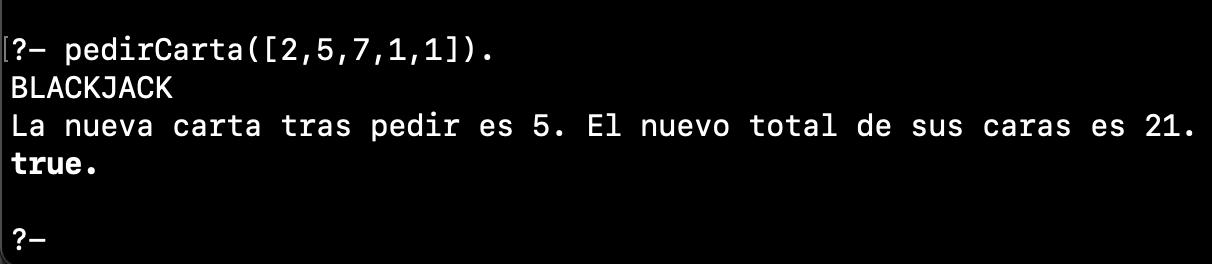 ?- pedirCarta([2,5,7,1,1]).
BLACKJACK
La nueva carta tras pedir es 5. El nuevo total de sus caras es 21.
true.
?-